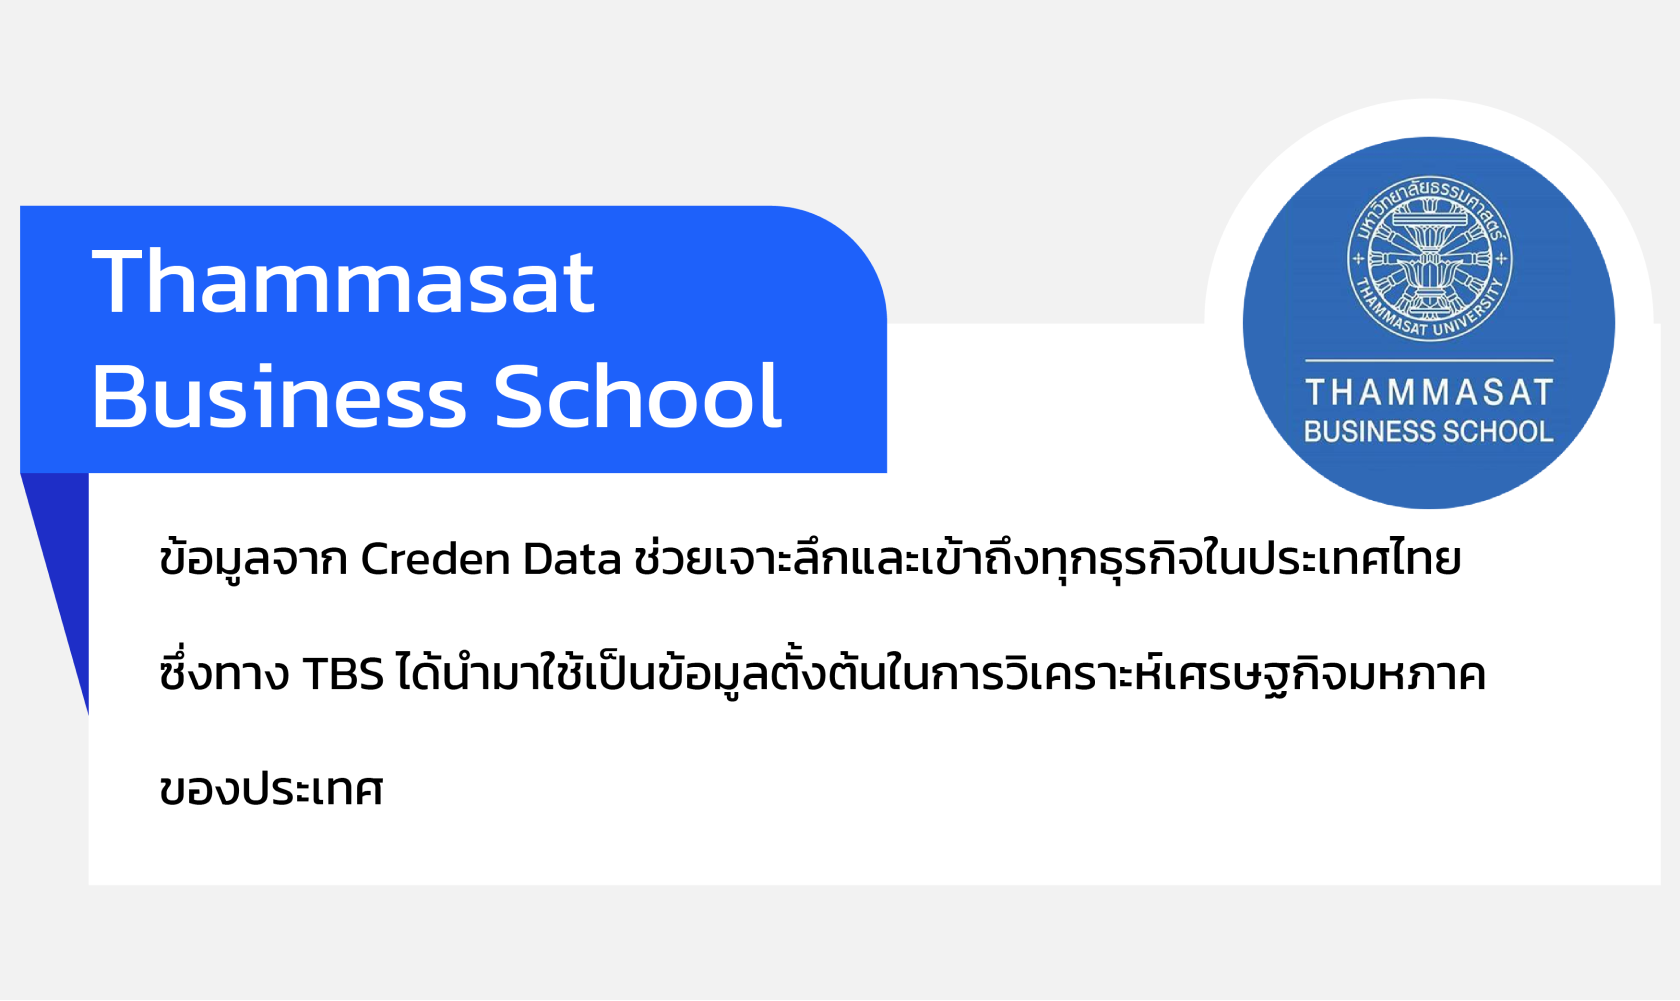 Thammasat
Business School
มหาวิทยาลัยธรรมศาสตร์
THAMMASAT UNIVERSITY
THAMMASAT
BUSINESS SCHOOL
ข้อมูลจาก Creden Data ช่วยเจาะลึกและเข้าถึงทุกธุรกิจในประเทศไทย
ซึ่งทาง TBS ได้นำมาใช้เป็นข้อมูลตั้งต้นในการวิเคราะห์เศรษฐกิจมหภาค
ของประเทศ